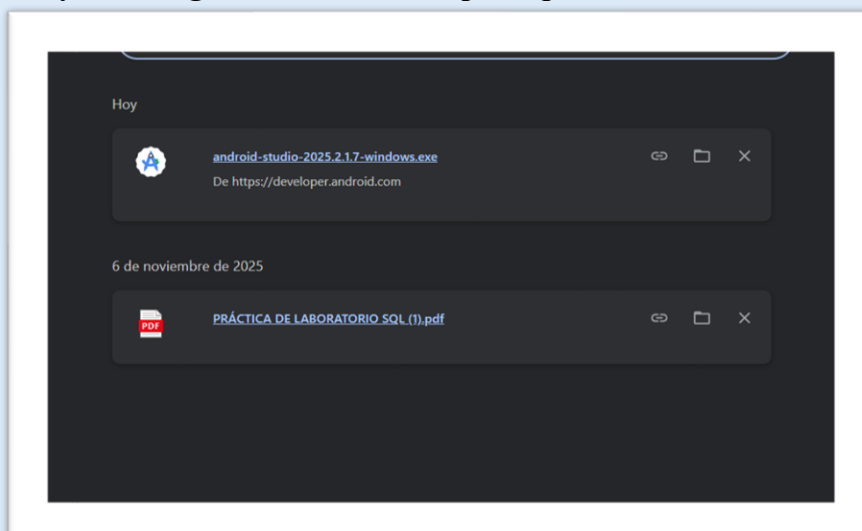 Hoy
android-studio-2025.2.1.7-windows.exe
De https://developer.android.com
6 de noviembre de 2025
PDF
PRÁCTICA DE LABORATORIO SQL (1).pdf